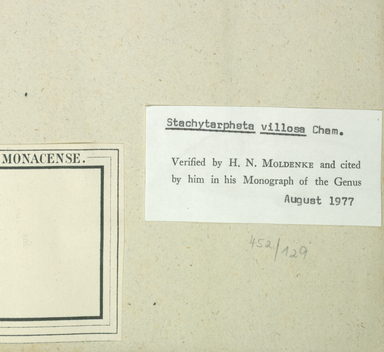 Stachytarpheta villosa Cham.
MONACENSE.
Verified by H. N. MOLDENKE and cited
by him in his Monograph of the Genus
August 1977
452/129